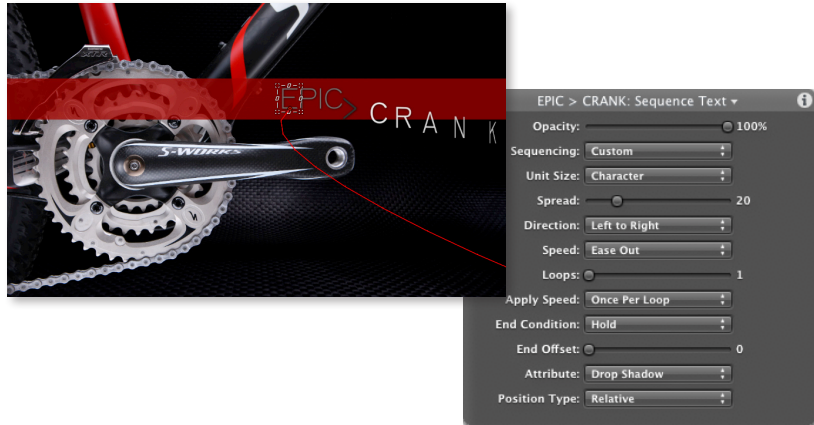 XTR
EPIC>
CRANK
S-WORKS
EPIC > CRANK: Sequence Text
Opacity: 100%
Sequencing: Custom
Unit Size: Character
Spread: 20
Direction: Left to Right
Speed: Ease Out
Loops: 1
Apply Speed: Once Per Loop
End Condition: Hold
End Offset: 0
Attribute: Drop Shadow
Position Type: Relative